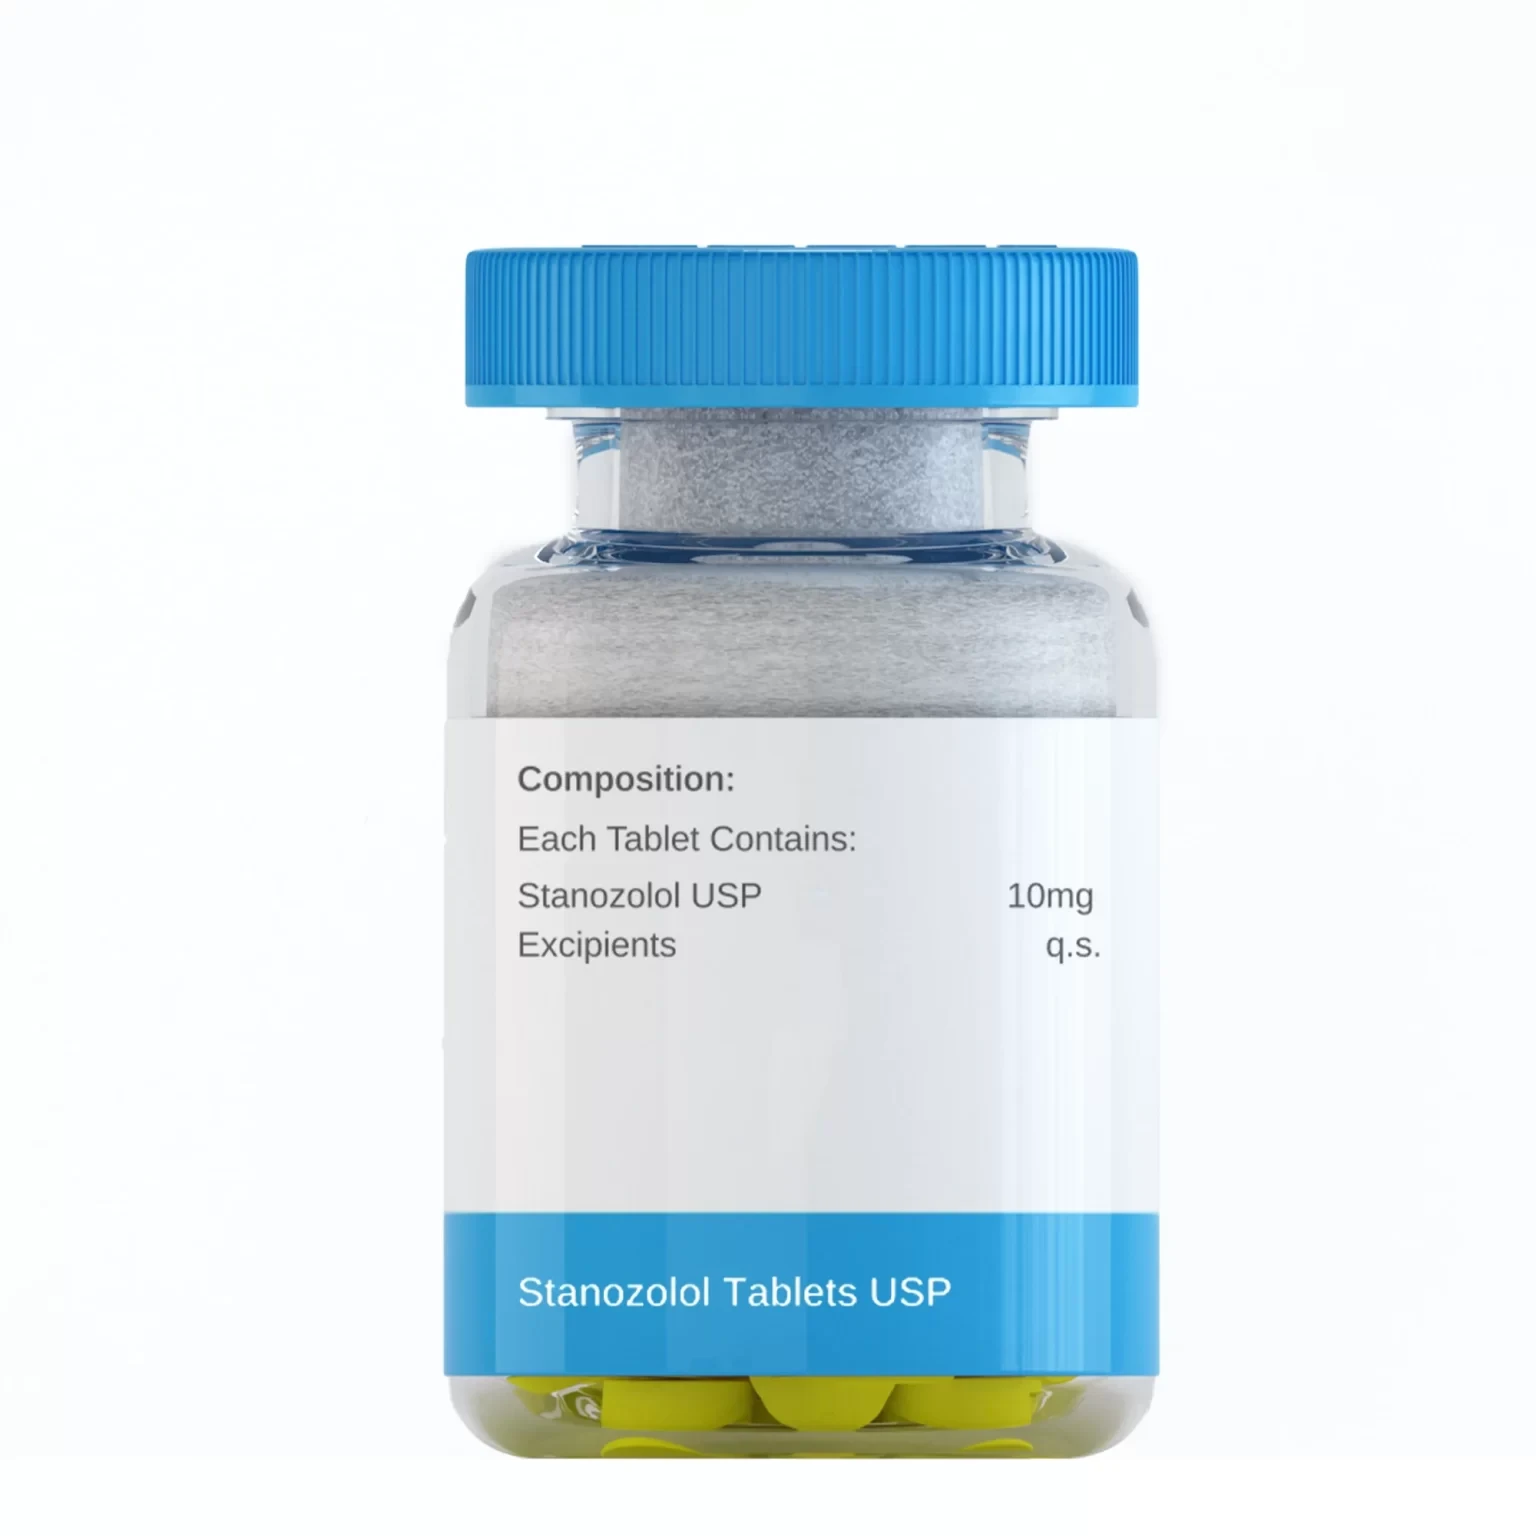 Composition:
Each Tablet Contains:
Stanozolol USP 10mg
Excipients q.s.
Stanozolol Tablets USP